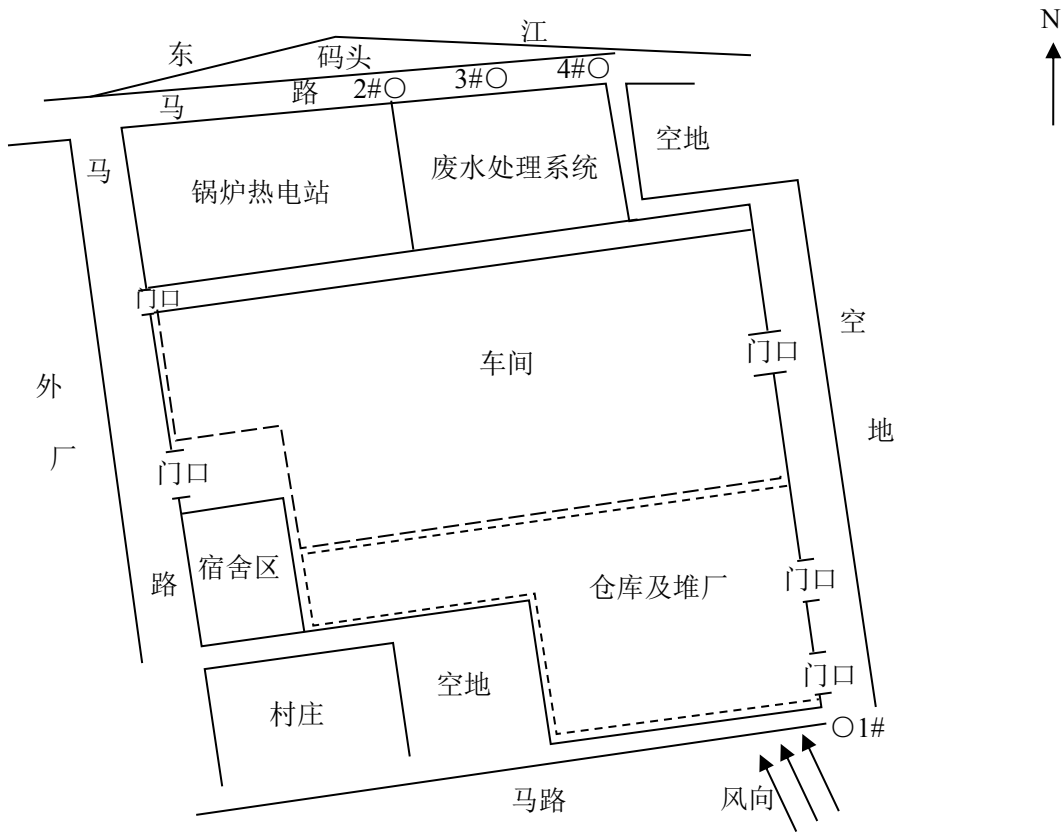 N
东
江
码头
马
路
2#○
3#○
4#○
马
空地
锅炉热电站
废水处理系统
门口
车间
门口
空
外
厂
地
门口
宿舍区
路
仓库及堆厂
门口
门口
空地
村庄
○1#
马路
风向